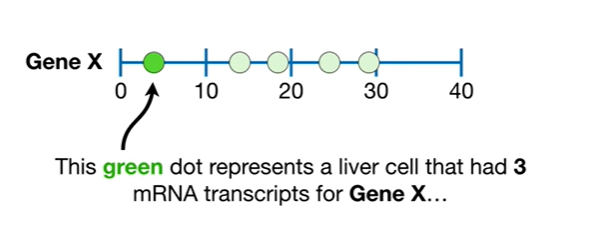 Gene X
0 10 20 30 40
This green dot represents a liver cell that had 3
mRNA transcripts for Gene X...